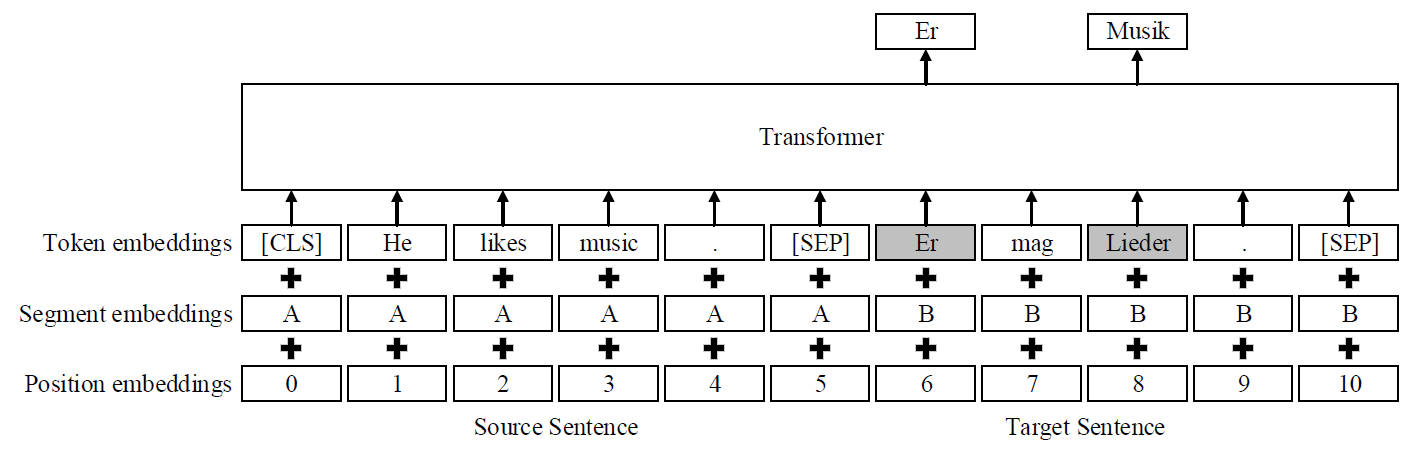 Er Musik
Transformer
Token embeddings [CLS] He likes music . [SEP] Er mag Lieder . [SEP]
Segment embeddings A A A A A A B B B B B
Position embeddings 0 1 2 3 4 5 6 7 8 9 10
Source Sentence Target Sentence